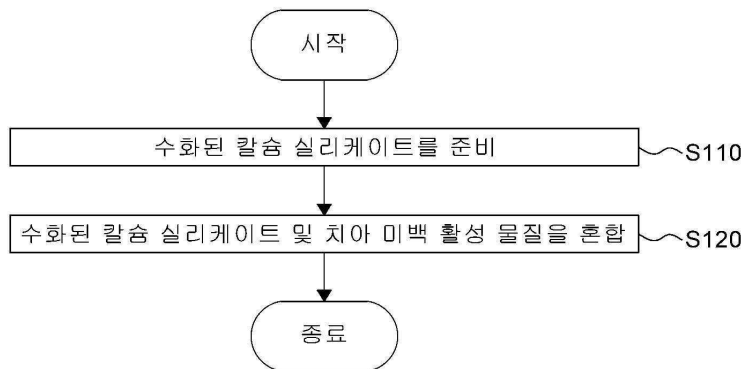 시작
수화된 칼슘 실리케이트를 준비
S110
수화된 칼슘 실리케이트 및 치아 미백 활성 물질을 혼합
S120
종료